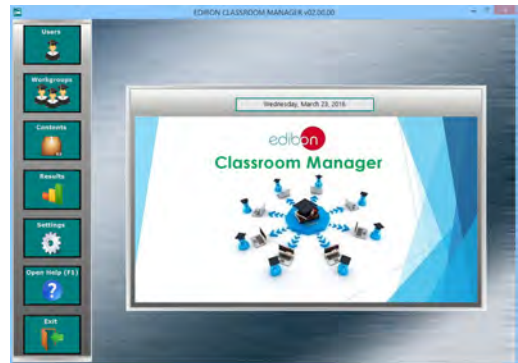 EDIBON CLASSROOM MANAGER v02.00.00
Users
Workgroups
Contents
Results
Settings
Open Help (F1)
Exit
Wednesday, March 23, 2016
edibon
Classroom Manager